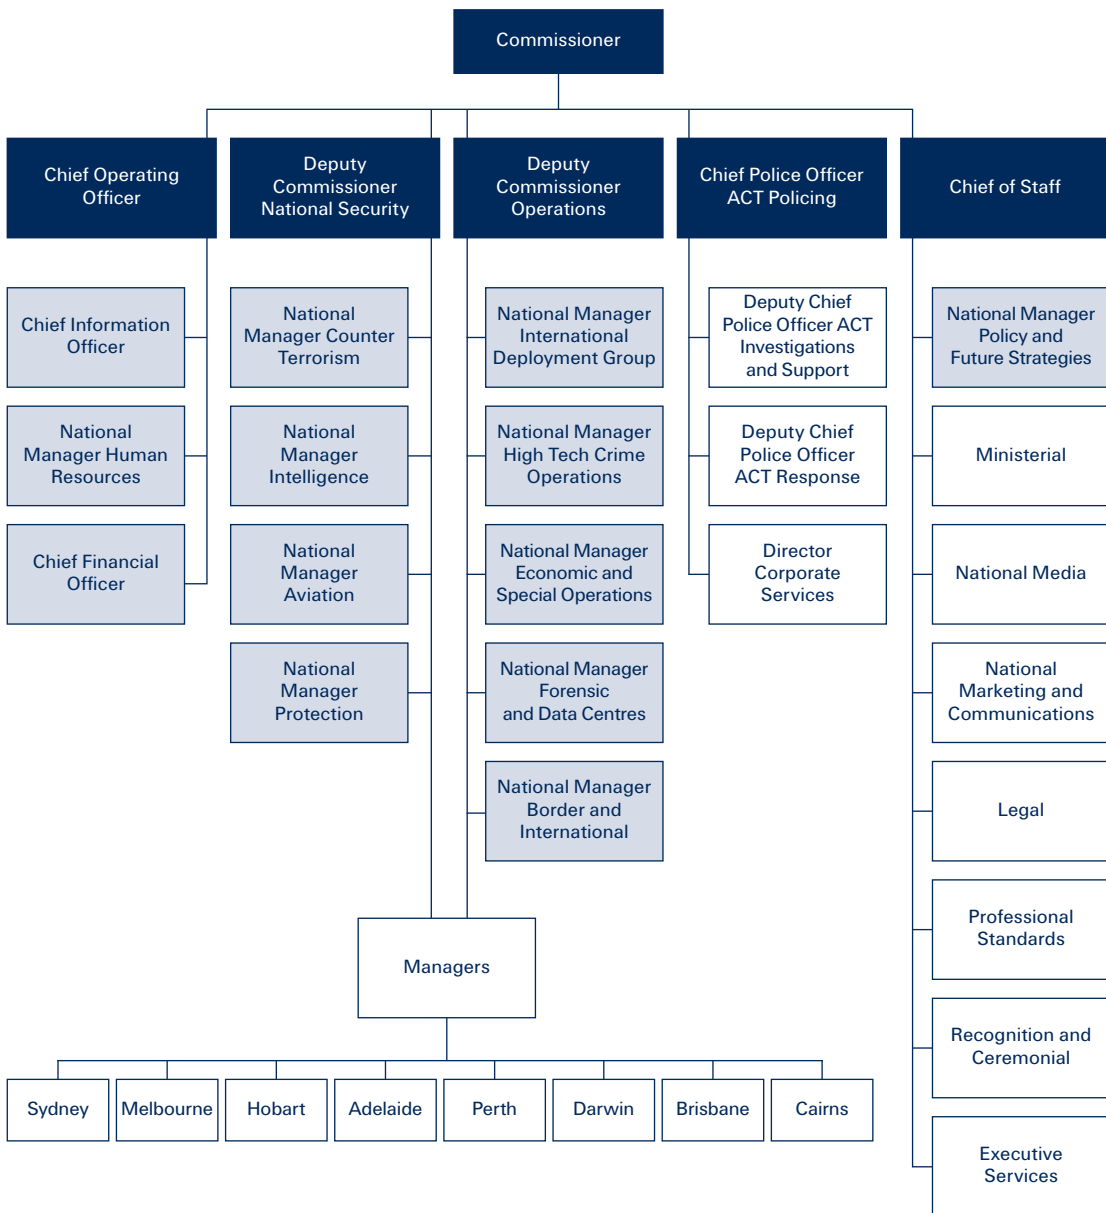 Commissioner
Chief Operating
Officer
Deputy
Commissioner
National Security
Deputy
Commissioner
Operations
Chief Police Officer
ACT Policing
Chief of Staff
Chief Information
Officer
National
Manager Human
Resources
Chief Financial
Officer
National
Manager Counter
Terrorism
National
Manager
Intelligence
National
Manager
Aviation
National
Manager
Protection
National Manager
International
Deployment Group
National Manager
High Tech Crime
Operations
National Manager
Economic and
Special Operations
National Manager
Forensic
and Data Centres
National Manager
Border and
International
Deputy Chief
Police Officer ACT
Investigations
and Support
Deputy Chief
Police Officer
ACT Response
Director
Corporate
Services
National Manager
Policy and
Future Strategies
Ministerial
National Media
National
Marketing and
Communications
Legal
Professional
Standards
Recognition and
Ceremonial
Executive
Services
Managers
Sydney
Melbourne
Hobart
Adelaide
Perth
Darwin
Brisbane
Cairns